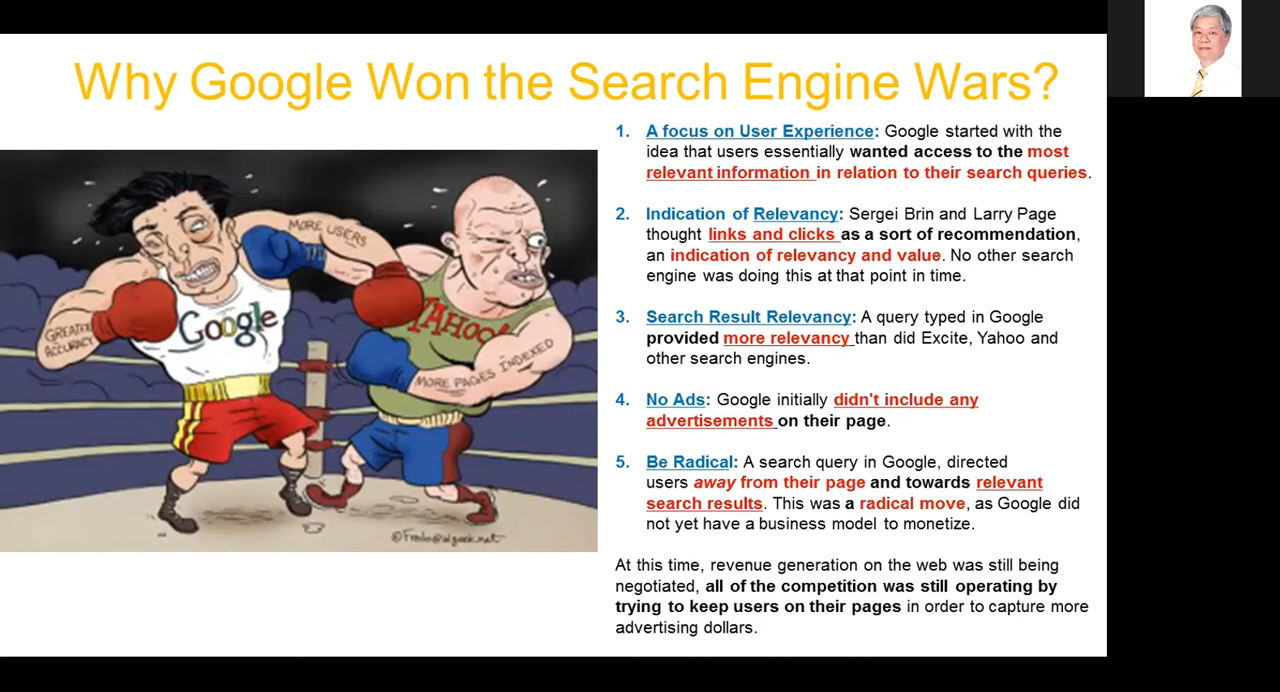 Why Google Won the Search Engine Wars?
MORE USERS
GREATER
ACCURACY
Google
YAHOO!
MORE PAGES INDEXED
1. A focus on User Experience: Google started with the
idea that users essentially wanted access to the most
relevant information in relation to their search queries.
2. Indication of Relevancy: Sergei Brin and Larry Page
thought links and clicks as a sort of recommendation,
an indication of relevancy and value. No other search
engine was doing this at that point in time.
3. Search Result Relevancy: A query typed in Google
provided more relevancy than did Excite, Yahoo and
other search engines.
4. No Ads: Google initially didn't include any
advertisements on their page.
5. Be Radical: A search query in Google, directed
users away from their page and towards relevant
search results. This was a radical move, as Google did
not yet have a business model to monetize.
At this time, revenue generation on the web was still being
negotiated, all of the competition was still operating by
trying to keep users on their pages in order to capture more
advertising dollars.